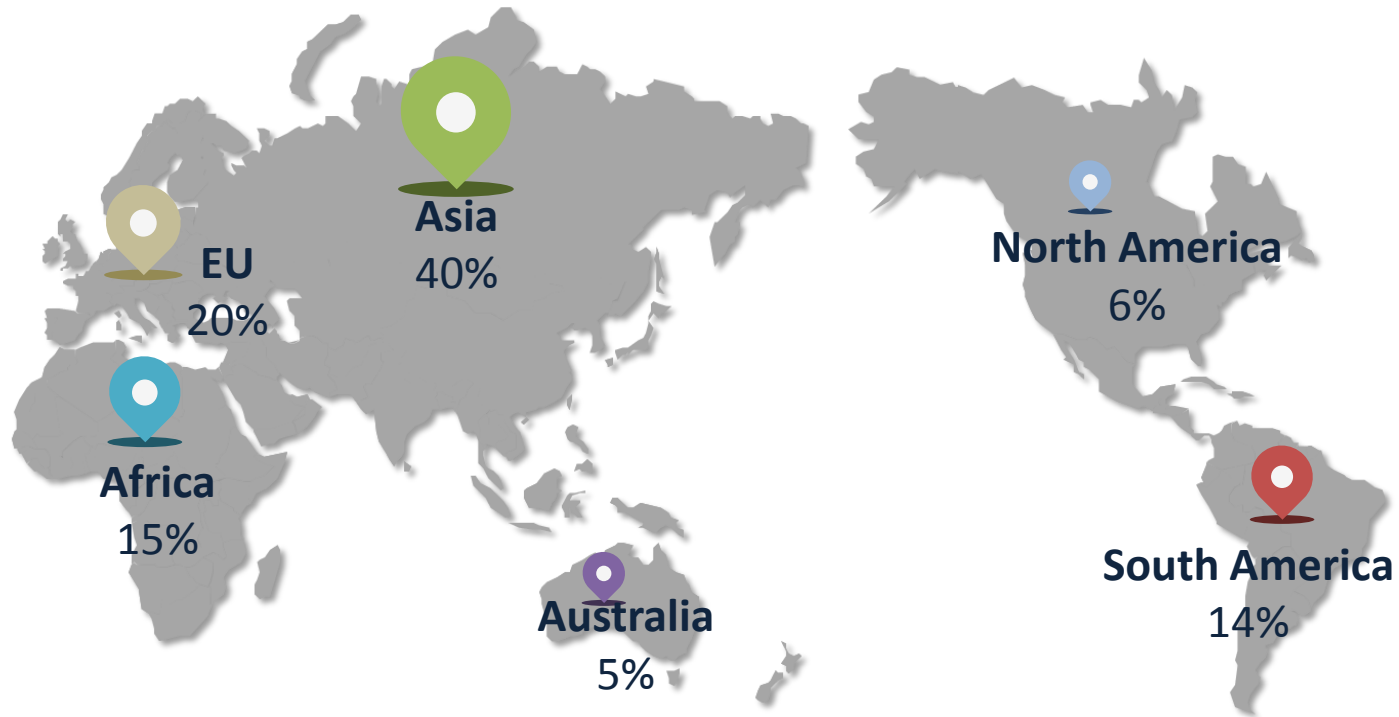 Asia
40%
EU
20%
North America
6%
Africa
15%
South America
14%
Australia
5%